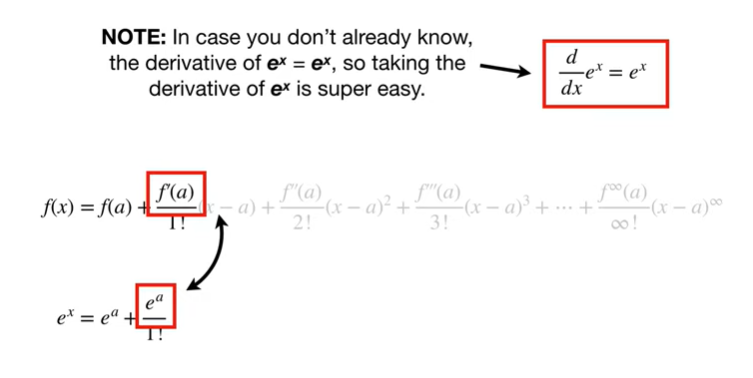 NOTE: In case you don’t already know,
the derivative of eˣ = eˣ, so taking the
derivative of eˣ is super easy.
d/dx eˣ = eˣ
f(x) = f(a) + f′(a)/1! (x − a) + f″(a)/2! (x − a)² + f‴(a)/3! (x − a)³ + ⋯ + f^∞(a)/∞! (x − a)^∞
eˣ = eᵃ + eᵃ/1!